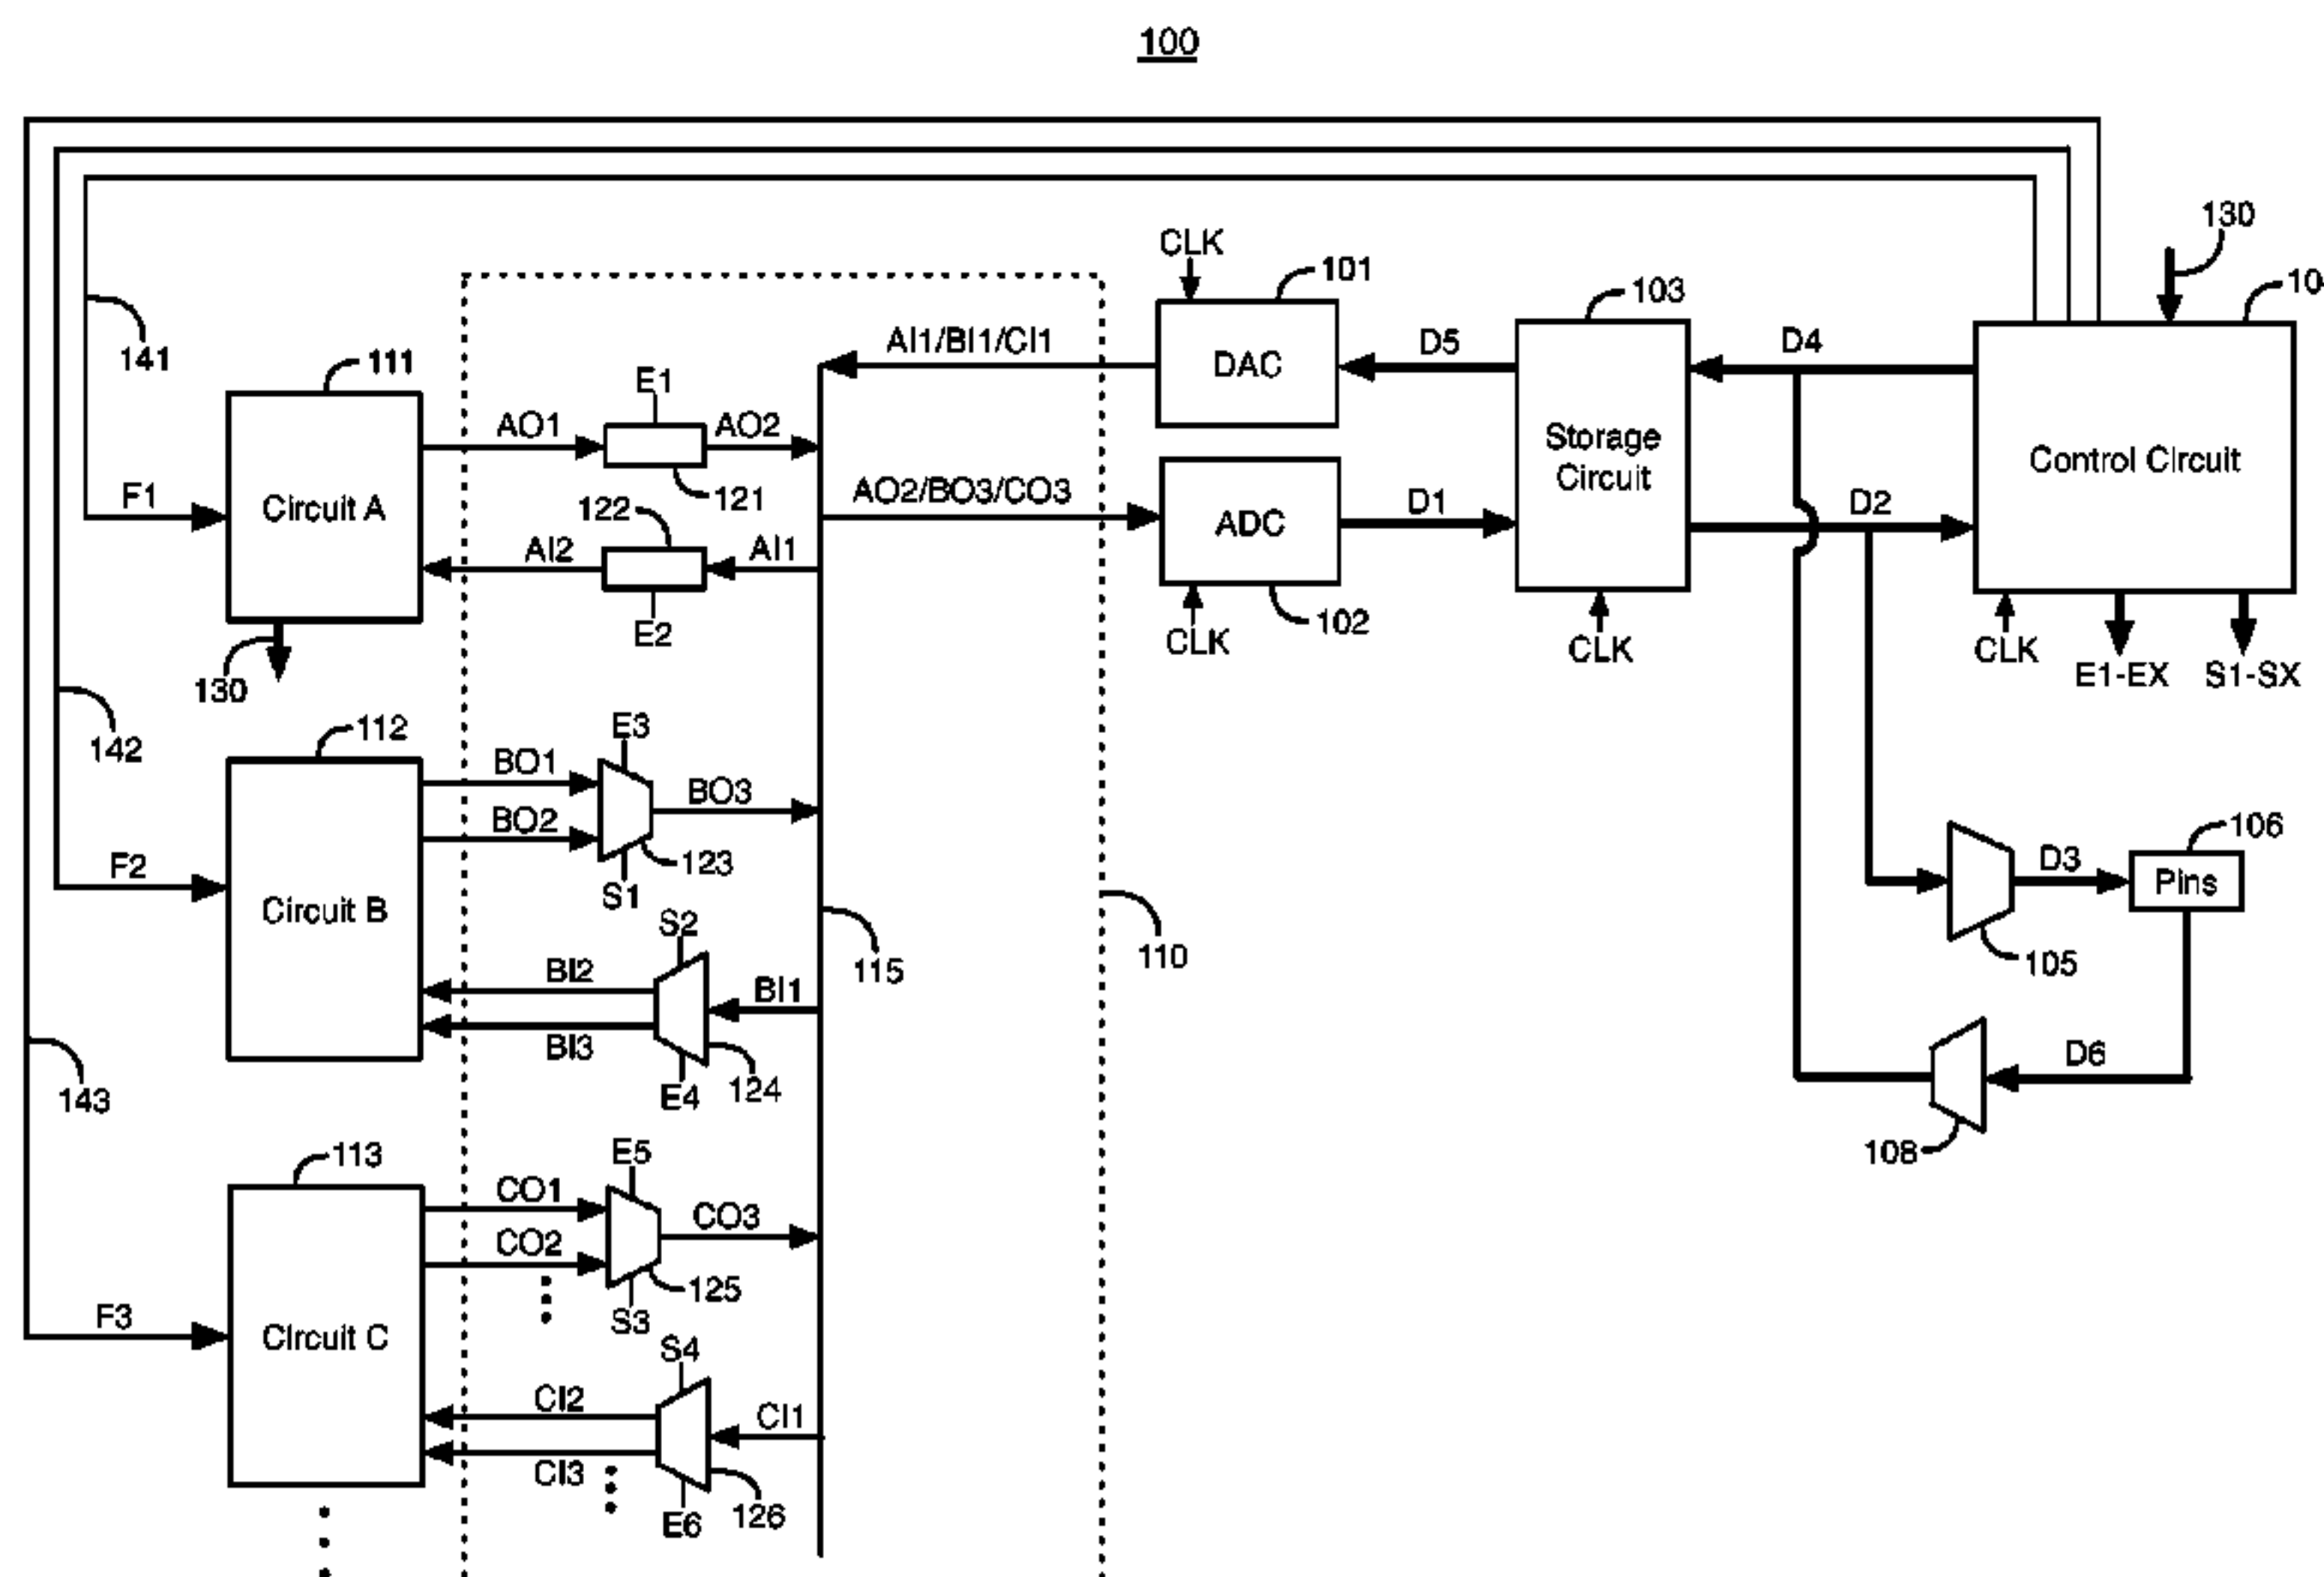 100
130
CLK
101
103
10
141
111
E1
AI1/BI1/CI1
DAC
D5
D4
AO1
AO2
Storage
Circuit
Control Circuit
F1
Circuit A
121
122
AO2/BO3/CO3
ADC
D1
D2
AI2
AI1
E2
102
CLK
CLK
CLK
E1-EX
S1-SX
130
142
112
E3
BO1
BO2
BO3
123
S1
F2
Circuit B
S2
115
110
D3
106
Pins
105
BI2
BI1
BI3
E4
124
D6
108
143
113
E5
CO1
CO2
CO3
125
S3
F3
Circuit C
S4
CI2
CI1
CI3
E6
126